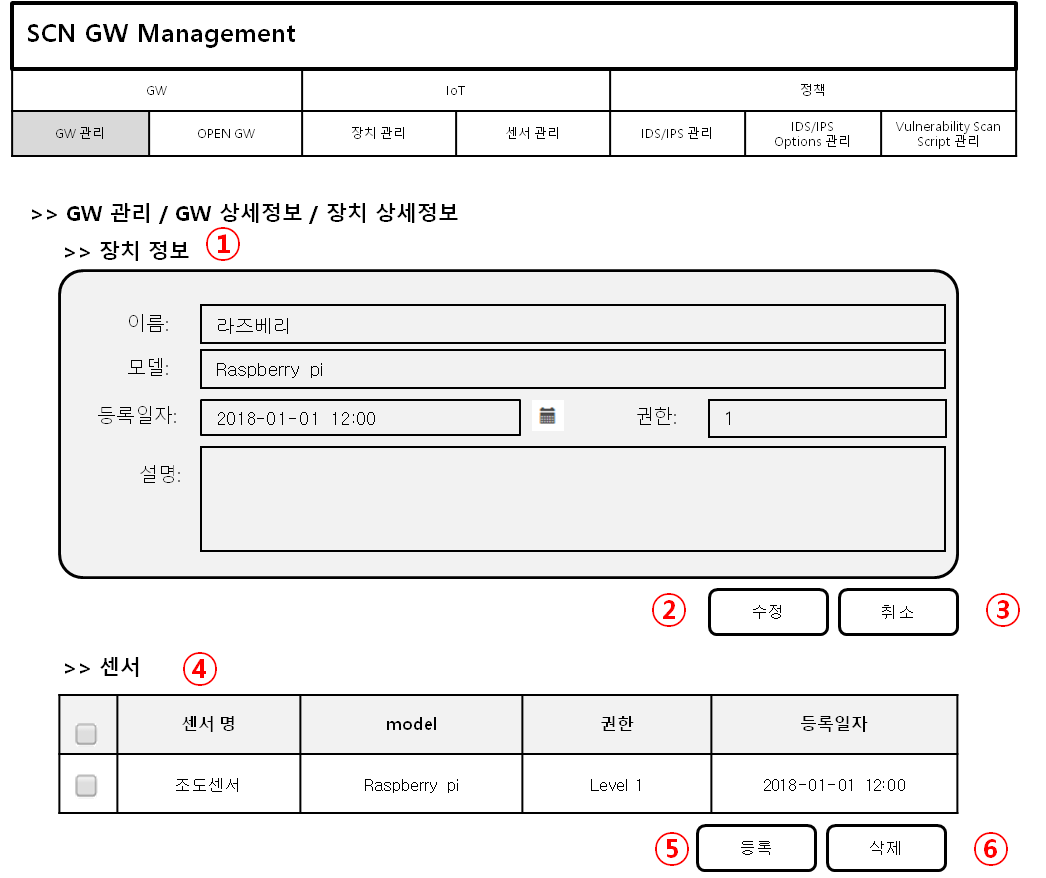 SCN GW Management
GW IoT 정책
GW 관리 OPEN GW 장치 관리 센서 관리 IDS/IPS 관리 IDS/IPS Options 관리 Vulnerability Scan Script 관리
>> GW 관리 / GW 상세정보 / 장치 상세정보
>> 장치 정보 ①
이름: 라즈베리
모델: Raspberry pi
등록일자: 2018-01-01 12:00 권한: 1
설명:
② 수정 취소 ③
>> 센서 ④
센서 명 model 권한 등록일자
조도센서 Raspberry pi Level 1 2018-01-01 12:00
⑤ 등록 삭제 ⑥